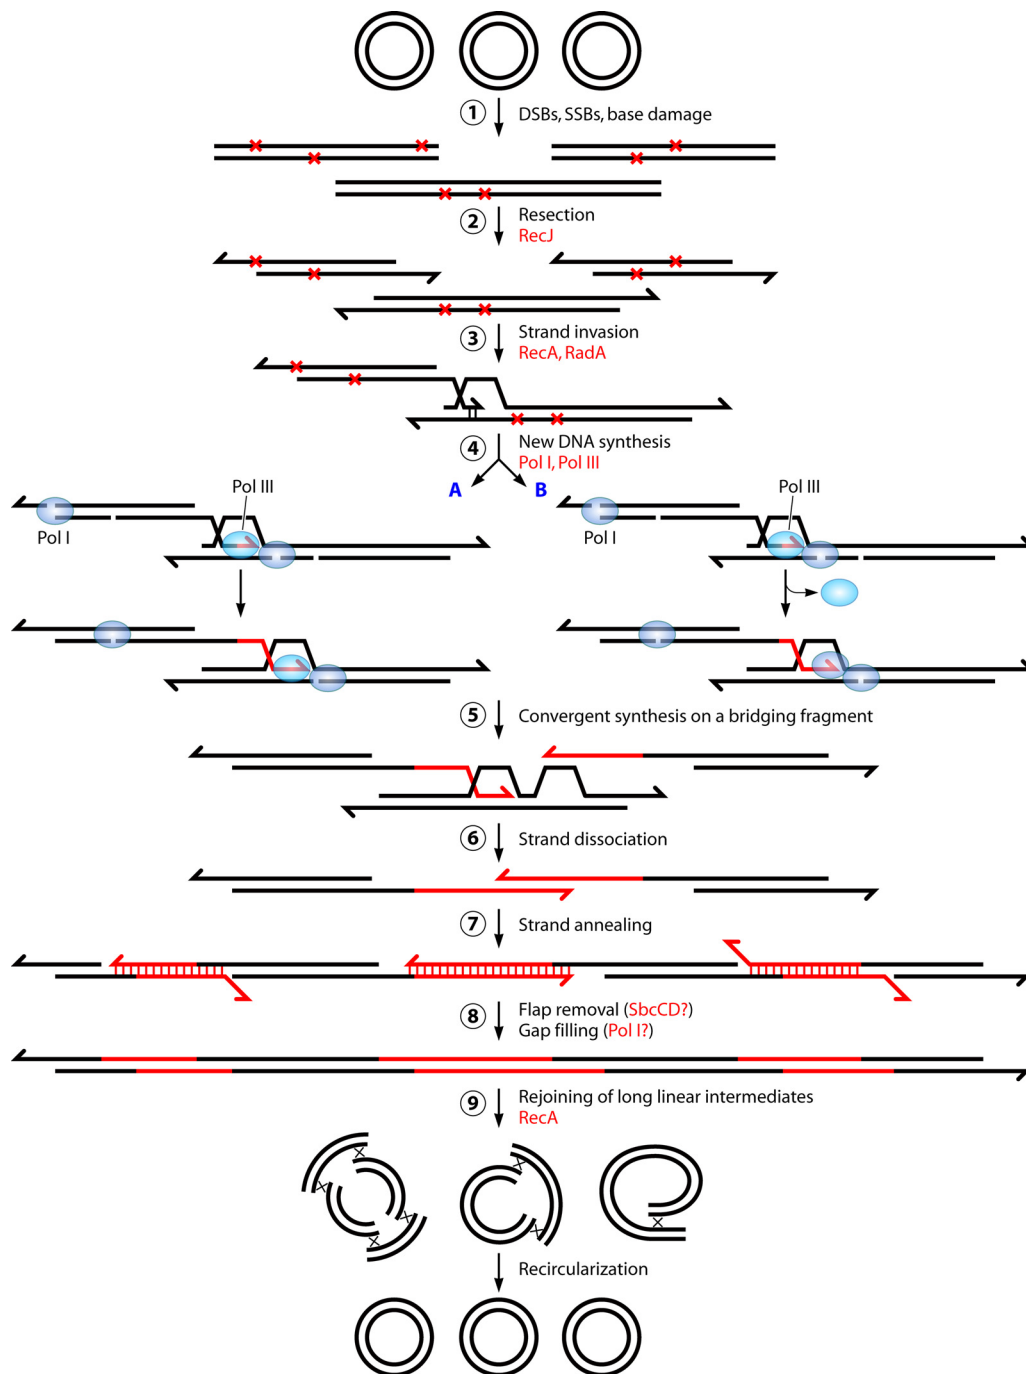 1 DSBs, SSBs, base damage
2 Resection
RecJ
3 Strand invasion
RecA, RadA
4 New DNA synthesis
Pol I, Pol III
A B
Pol III
Pol I
Pol III
Pol I
5 Convergent synthesis on a bridging fragment
6 Strand dissociation
7 Strand annealing
8 Flap removal (SbcCD?)
Gap filling (Pol I?)
9 Rejoining of long linear intermediates
RecA
Recircularization